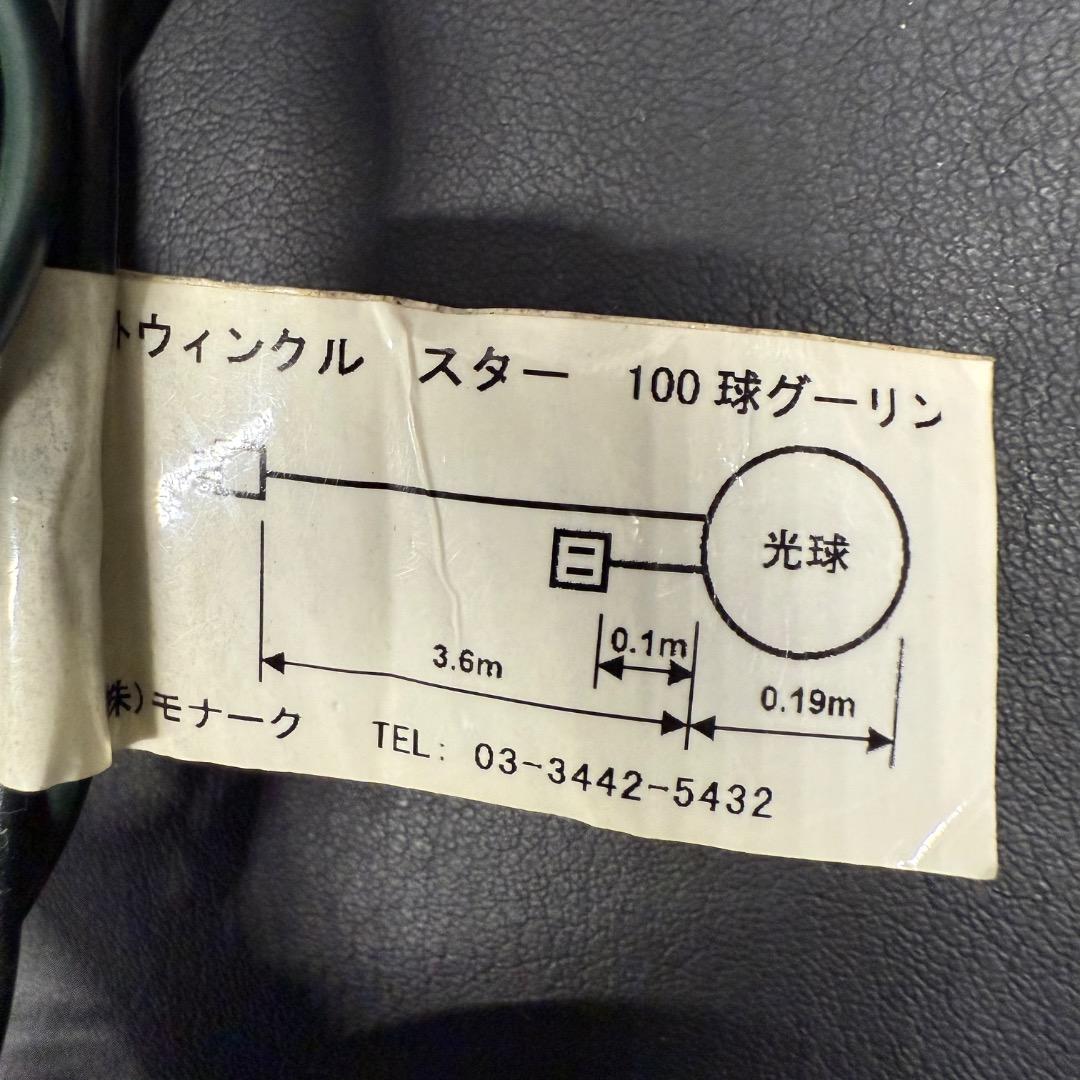 トウィンクル スター 100球グーリン
光球
0.1m
3.6m
0.19m
株)モナーク TEL: 03-3442-5432